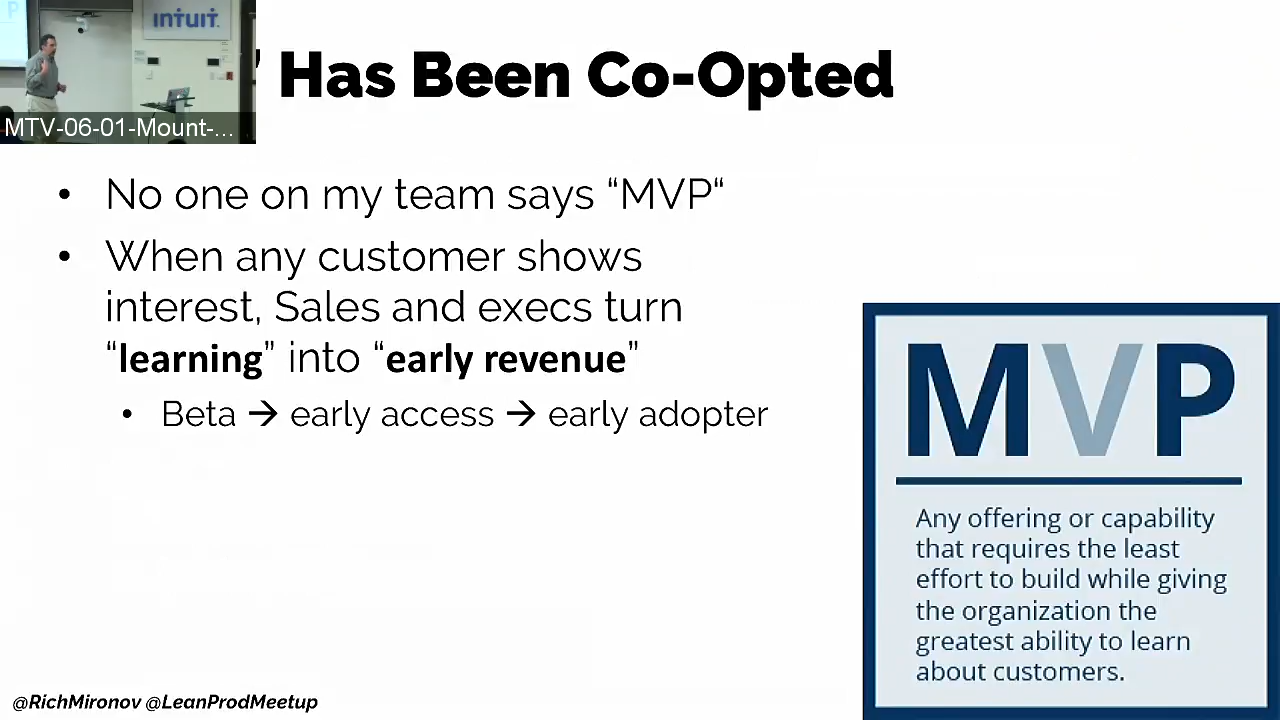 intuit.
MTV-06-01-Mount-...
” Has Been Co-Opted
• No one on my team says “MVP“
• When any customer shows
interest, Sales and execs turn
“learning” into “early revenue”
• Beta → early access → early adopter
MVP
Any offering or capability
that requires the least
effort to build while giving
the organization the
greatest ability to learn
about customers.
@RichMironov @LeanProdMeetup